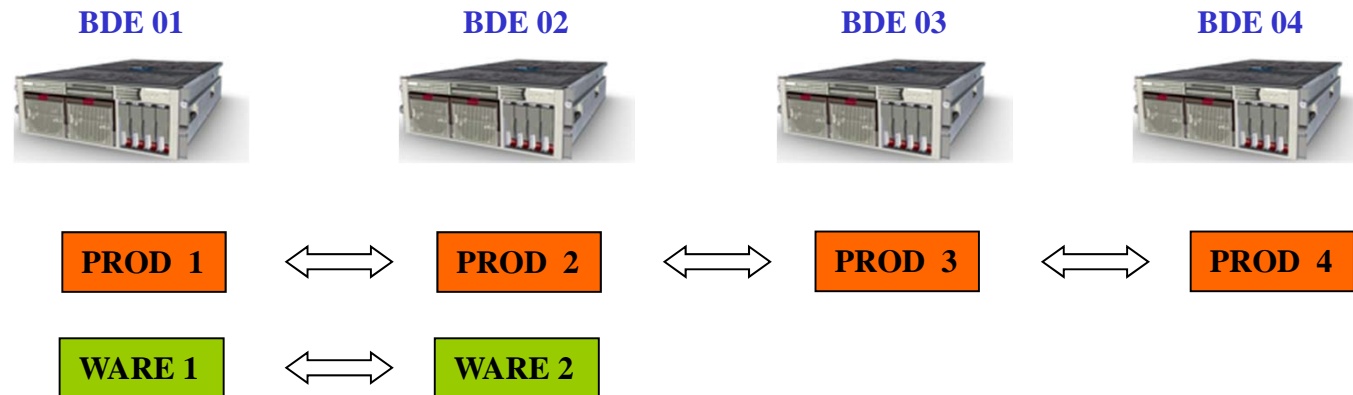 BDE 01 BDE 02 BDE 03 BDE 04
PROD 1 PROD 2 PROD 3 PROD 4
WARE 1 WARE 2